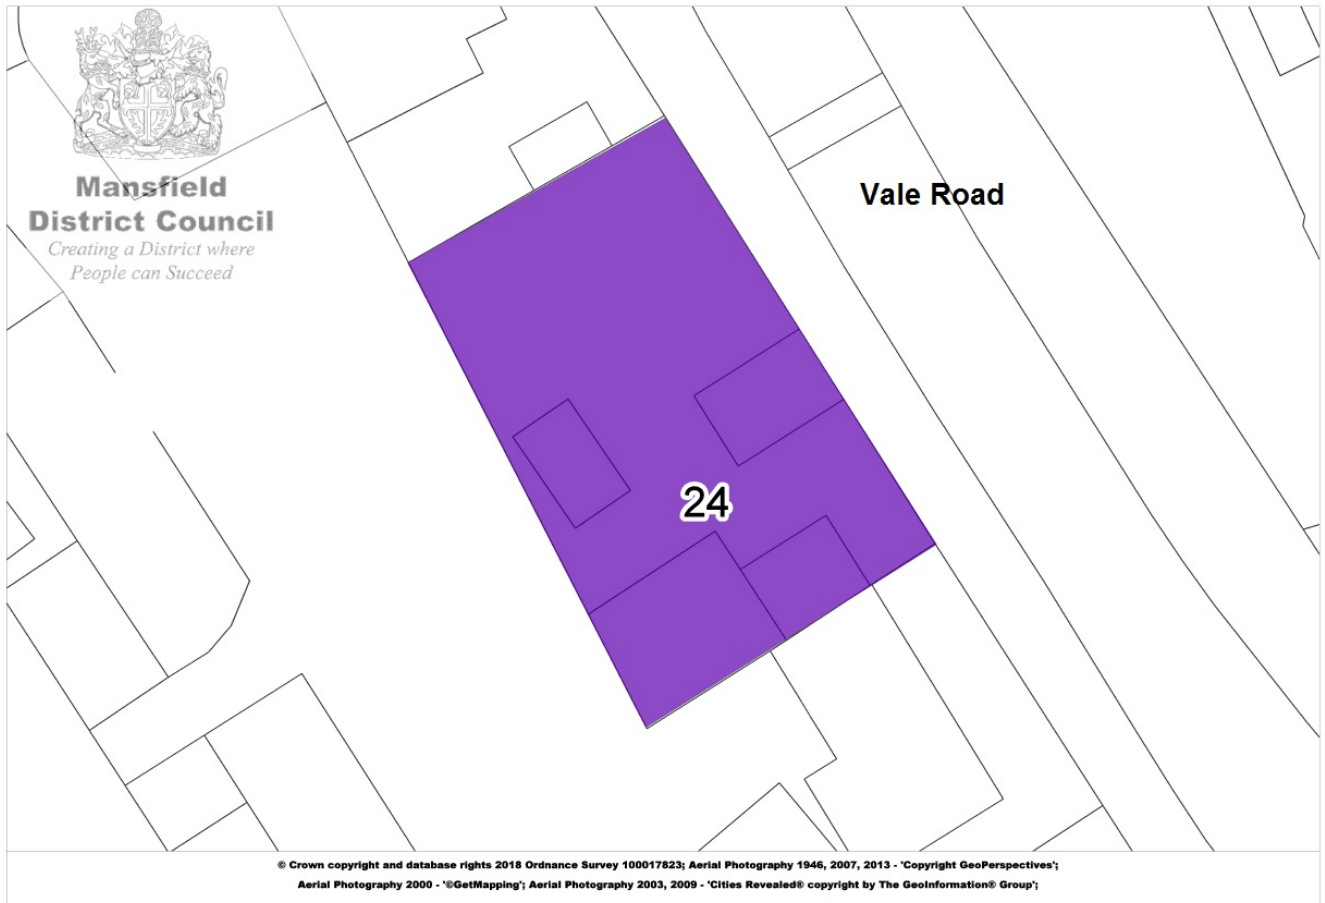 Mansfield
District Council
Creating a District where
People can Succeed
Vale Road
24
© Crown copyright and database rights 2018 Ordnance Survey 100017823; Aerial Photography 1946, 2007, 2013 - 'Copyright GeoPerspectives';
Aerial Photography 2000 - '©GetMapping'; Aerial Photography 2003, 2009 - 'Cities Revealed® copyright by The GeoInformation® Group';